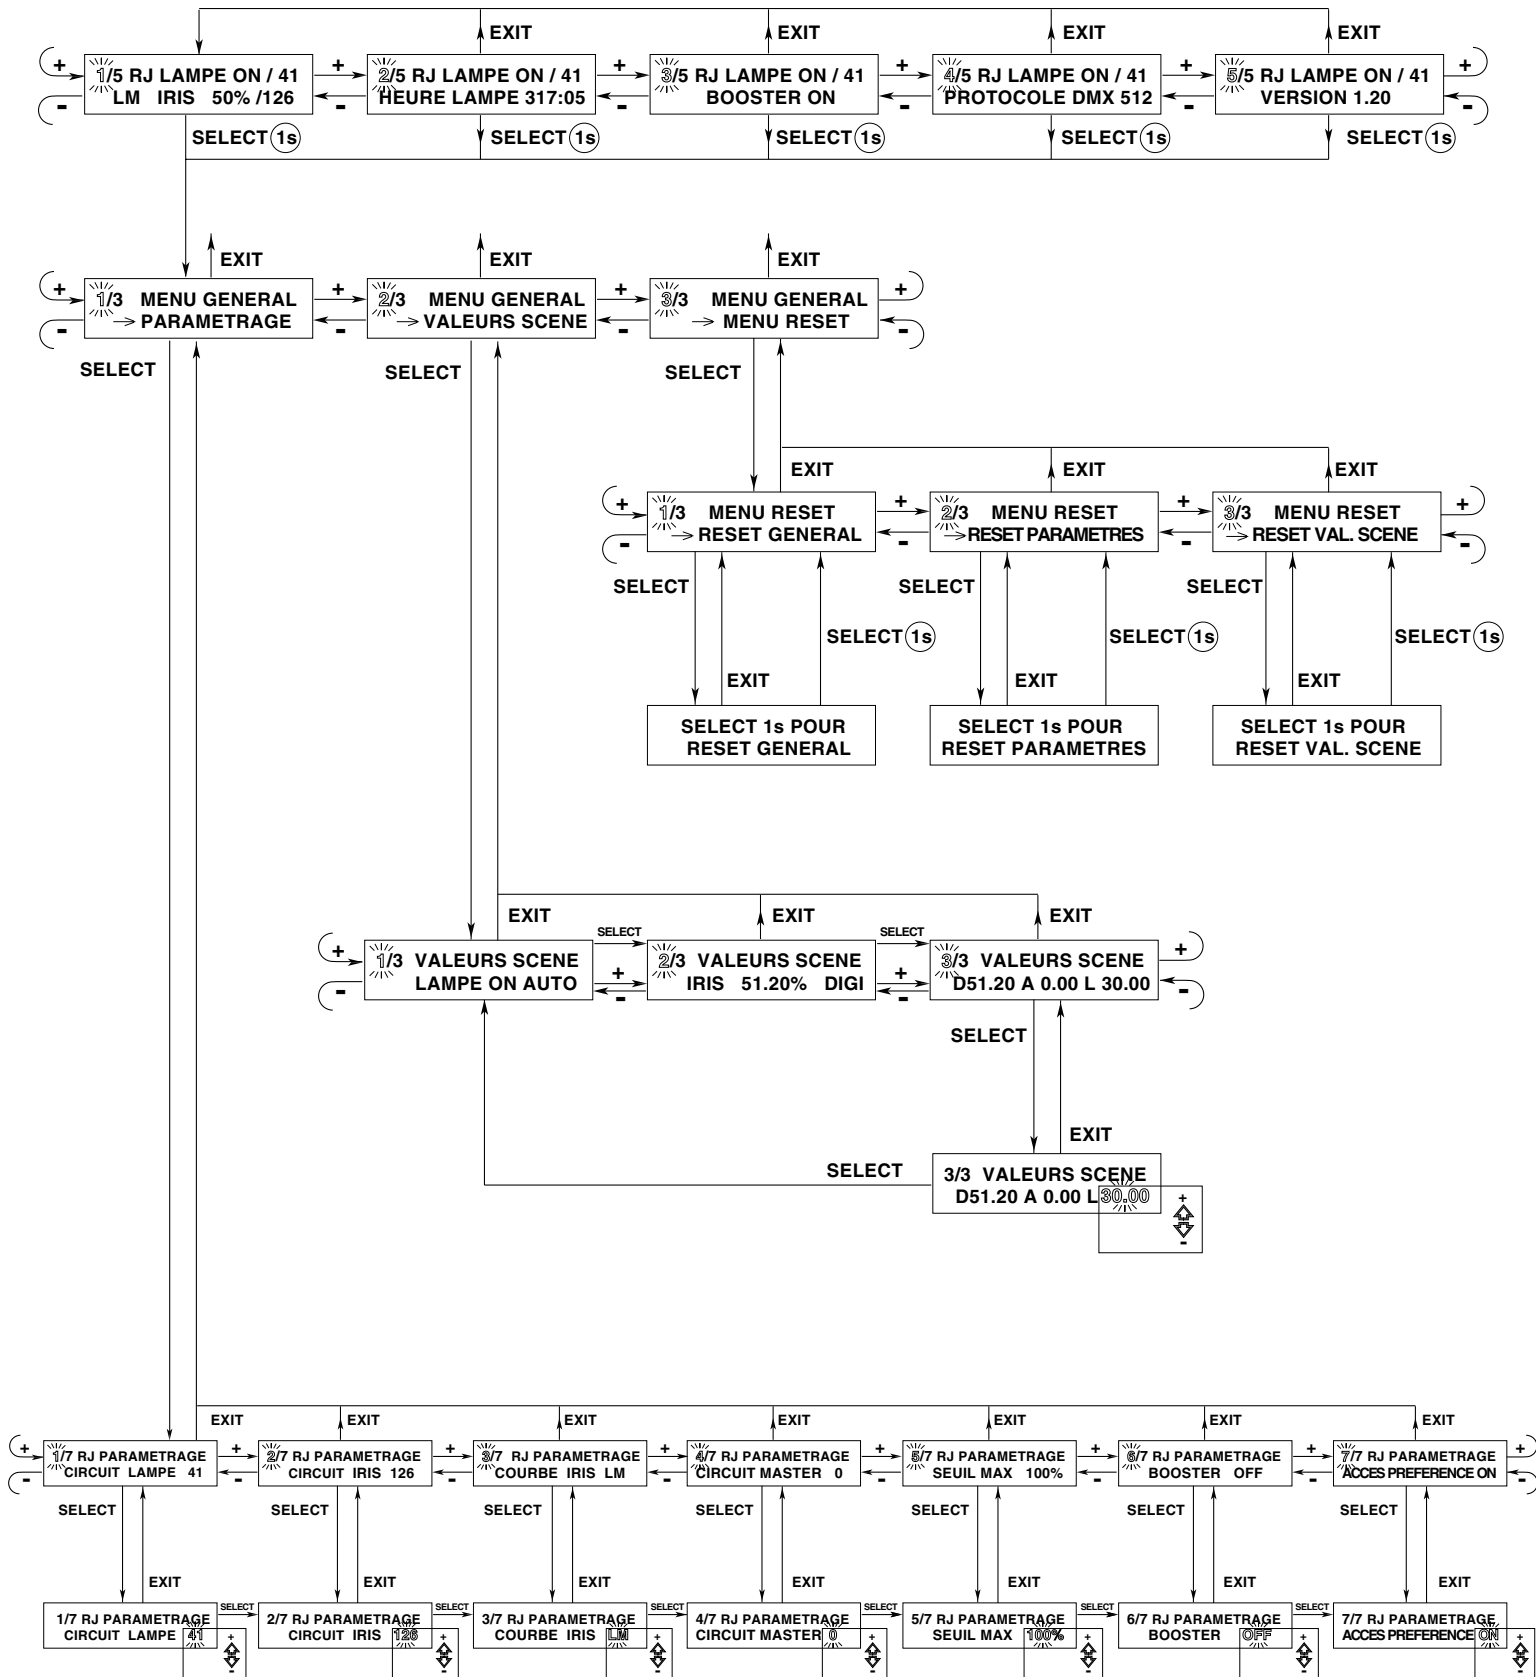 EXIT EXIT EXIT EXIT
+ 1/5 RJ LAMPE ON / 41 + 2/5 RJ LAMPE ON / 41 + 3/5 RJ LAMPE ON / 41 + 4/5 RJ LAMPE ON / 41 + 5/5 RJ LAMPE ON / 41 +
- LM IRIS 50% /126 - HEURE LAMPE 317:05 - BOOSTER ON - PROTOCOLE DMX 512 - VERSION 1.20 -
SELECT 1s SELECT 1s SELECT 1s SELECT 1s SELECT 1s
EXIT EXIT EXIT
+ 1/3 MENU GENERAL + 2/3 MENU GENERAL + 3/3 MENU GENERAL +
- → PARAMETRAGE - → VALEURS SCENE - → MENU RESET -
SELECT SELECT SELECT
EXIT EXIT EXIT
+ 1/3 MENU RESET + 2/3 MENU RESET + 3/3 MENU RESET +
- → RESET GENERAL - → RESET PARAMETRES - → RESET VAL. SCENE -
SELECT SELECT SELECT
SELECT 1s SELECT 1s SELECT 1s
EXIT EXIT EXIT
SELECT 1s POUR SELECT 1s POUR SELECT 1s POUR
RESET GENERAL RESET PARAMETRES RESET VAL. SCENE
EXIT EXIT EXIT
SELECT SELECT
+ 1/3 VALEURS SCENE 2/3 VALEURS SCENE 3/3 VALEURS SCENE +
- LAMPE ON AUTO + - IRIS 51.20% DIGI + - D51.20 A 0.00 L 30.00 -
SELECT
EXIT
SELECT 3/3 VALEURS SCENE
D51.20 A 0.00 L 30.00 +
-
EXIT EXIT EXIT EXIT EXIT EXIT EXIT
+ 1/7 RJ PARAMETRAGE + 2/7 RJ PARAMETRAGE + 3/7 RJ PARAMETRAGE + 4/7 RJ PARAMETRAGE + 5/7 RJ PARAMETRAGE + 6/7 RJ PARAMETRAGE + 7/7 RJ PARAMETRAGE +
- CIRCUIT LAMPE 41 - CIRCUIT IRIS 126 - COURBE IRIS LM - CIRCUIT MASTER 0 - SEUIL MAX 100% - BOOSTER OFF - ACCES PREFERENCE ON -
SELECT SELECT SELECT SELECT SELECT SELECT SELECT
EXIT EXIT EXIT EXIT EXIT EXIT EXIT
SELECT SELECT SELECT SELECT SELECT SELECT
1/7 RJ PARAMETRAGE 2/7 RJ PARAMETRAGE 3/7 RJ PARAMETRAGE 4/7 RJ PARAMETRAGE 5/7 RJ PARAMETRAGE 6/7 RJ PARAMETRAGE 7/7 RJ PARAMETRAGE
CIRCUIT LAMPE 41 + CIRCUIT IRIS 126 + COURBE IRIS LM + CIRCUIT MASTER 0 + SEUIL MAX 100% + BOOSTER OFF + ACCES PREFERENCE ON +
- - - - - - -